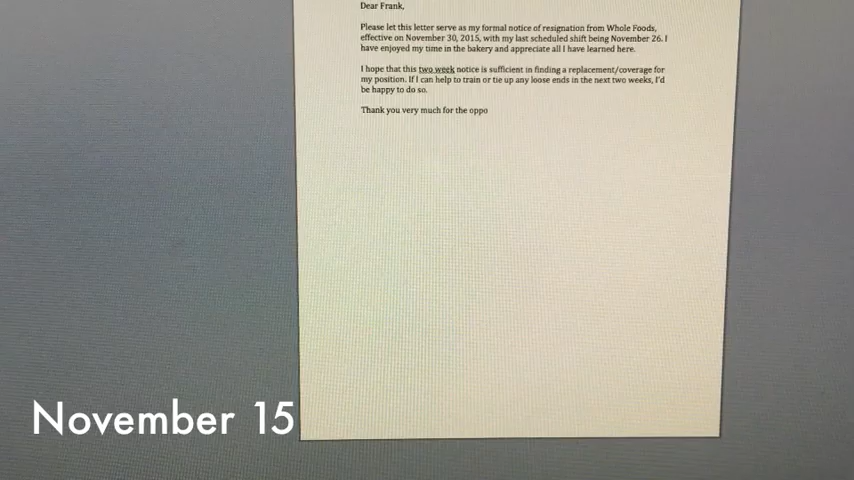 Dear Frank,
Please let this letter serve as my formal notice of resignation from Whole Foods,
effective on November 30, 2015, with my last scheduled shift being November 26. I
have enjoyed my time in the bakery and appreciate all I have learned here.
I hope that this two week notice is sufficient in finding a replacement/coverage for
my position. If I can help to train or tie up any loose ends in the next two weeks, I'd
be happy to do so.
Thank you very much for the oppo
November 15